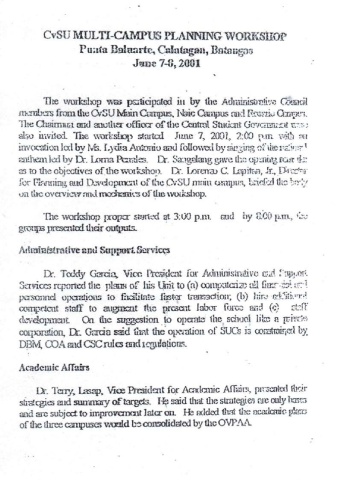 CvSU MULTI-CAMPUS PLANNING WORKSHOP
Punta Baluarte, Calatagan, Batangas
June 7-8, 2001
The workshop was participated in by the Administrative Council
members from the CvSU Main Campus, Naic Campus and Rosario Campus.
The Chairman and another officer of the Central Student Government were
also invited. The workshop started June 7, 2001, 2:00 p.m. with an
invocation led by Ms. Lydia Antonio and followed by singing of the national
anthem led by Dr. Lorna Perales. Dr. Sangalang gave the opening
as to the objectives of the workshop. Dr. Lorenzo C. Lapitan, Jr., Director
for Planning and Development of the CvSU main campus, briefed the body
on the overview and mechanics of the workshop.
The workshop proper started at 3:00 p.m. and by 8:00 p.m., the
groups presented their outputs.
Administrative and Support Services
Dr. Teddy Garcia, Vice President for Administrative and Support
Services reported the plans of his Unit to (a) computerize all financial and
personnel operations to facilitate faster transaction; (b) hire additional
competent staff to augment the present labor force and (c) staff
development. On the suggestion to operate the school like a private
corporation, Dr. Garcia said that the operation of SUCs is constrained by
DBM, COA and CSC rules and regulations.
Academic Affairs
Dr. Terry, Lasap, Vice President for Academic Affairs, presented their
strategies and summary of targets. He said that the strategies are only
and are subject to improvement later on. He added that the academic plans
of the three campuses would be consolidated by the OVPAA.